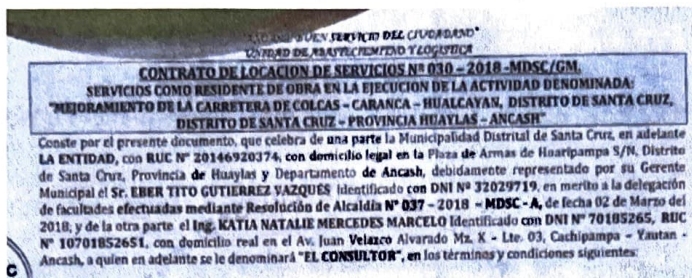 BUEN SERVICIO DEL CIUDADANO"
UNIDAD DE ABASTECIMIENTO Y LOGISTICA
CONTRATO DE LOCACION DE SERVICIOS Nº 030 – 2018 -MDSC/GM.
SERVICIOS COMO RESIDENTE DE OBRA EN LA EJECUCION DE LA ACTIVIDAD DENOMINADA:
"MEJORAMIENTO DE LA CARRETERA DE COLCAS – CARANCA – HUALCAYAN, DISTRITO DE SANTA CRUZ,
DISTRITO DE SANTA CRUZ – PROVINCIA HUAYLAS – ANCASH"
Conste por el presente documento, que celebra de una parte la Municipalidad Distrital de Santa Cruz, en adelante
LA ENTIDAD, con RUC Nº 20146920374, con domicilio legal en la Plaza de Armas de Huaripampa S/N, Distrito
de Santa Cruz, Provincia de Huaylas y Departamento de Ancash, debidamente representado por su Gerente
Municipal el Sr. EBER TITO GUTIERREZ VAZQUES Identificado con DNI Nº 32029719, en merito a la delegación
de facultades efectuadas mediante Resolución de Alcaldía Nº 037 – 2018 – MDSC - A, de fecha 02 de Marzo del
2018; y de la otra parte el Ing. KATIA NATALIE MERCEDES MARCELO Identificado con DNI Nº 70185265, RUC
Nº 10701852651, con domicilio real en el Av. Juan Velazco Alvarado Mz. K – Lte. 03, Cachipampa – Yautan -
Ancash, a quien en adelante se le denominará "EL CONSULTOR", en los términos y condiciones siguientes:
C